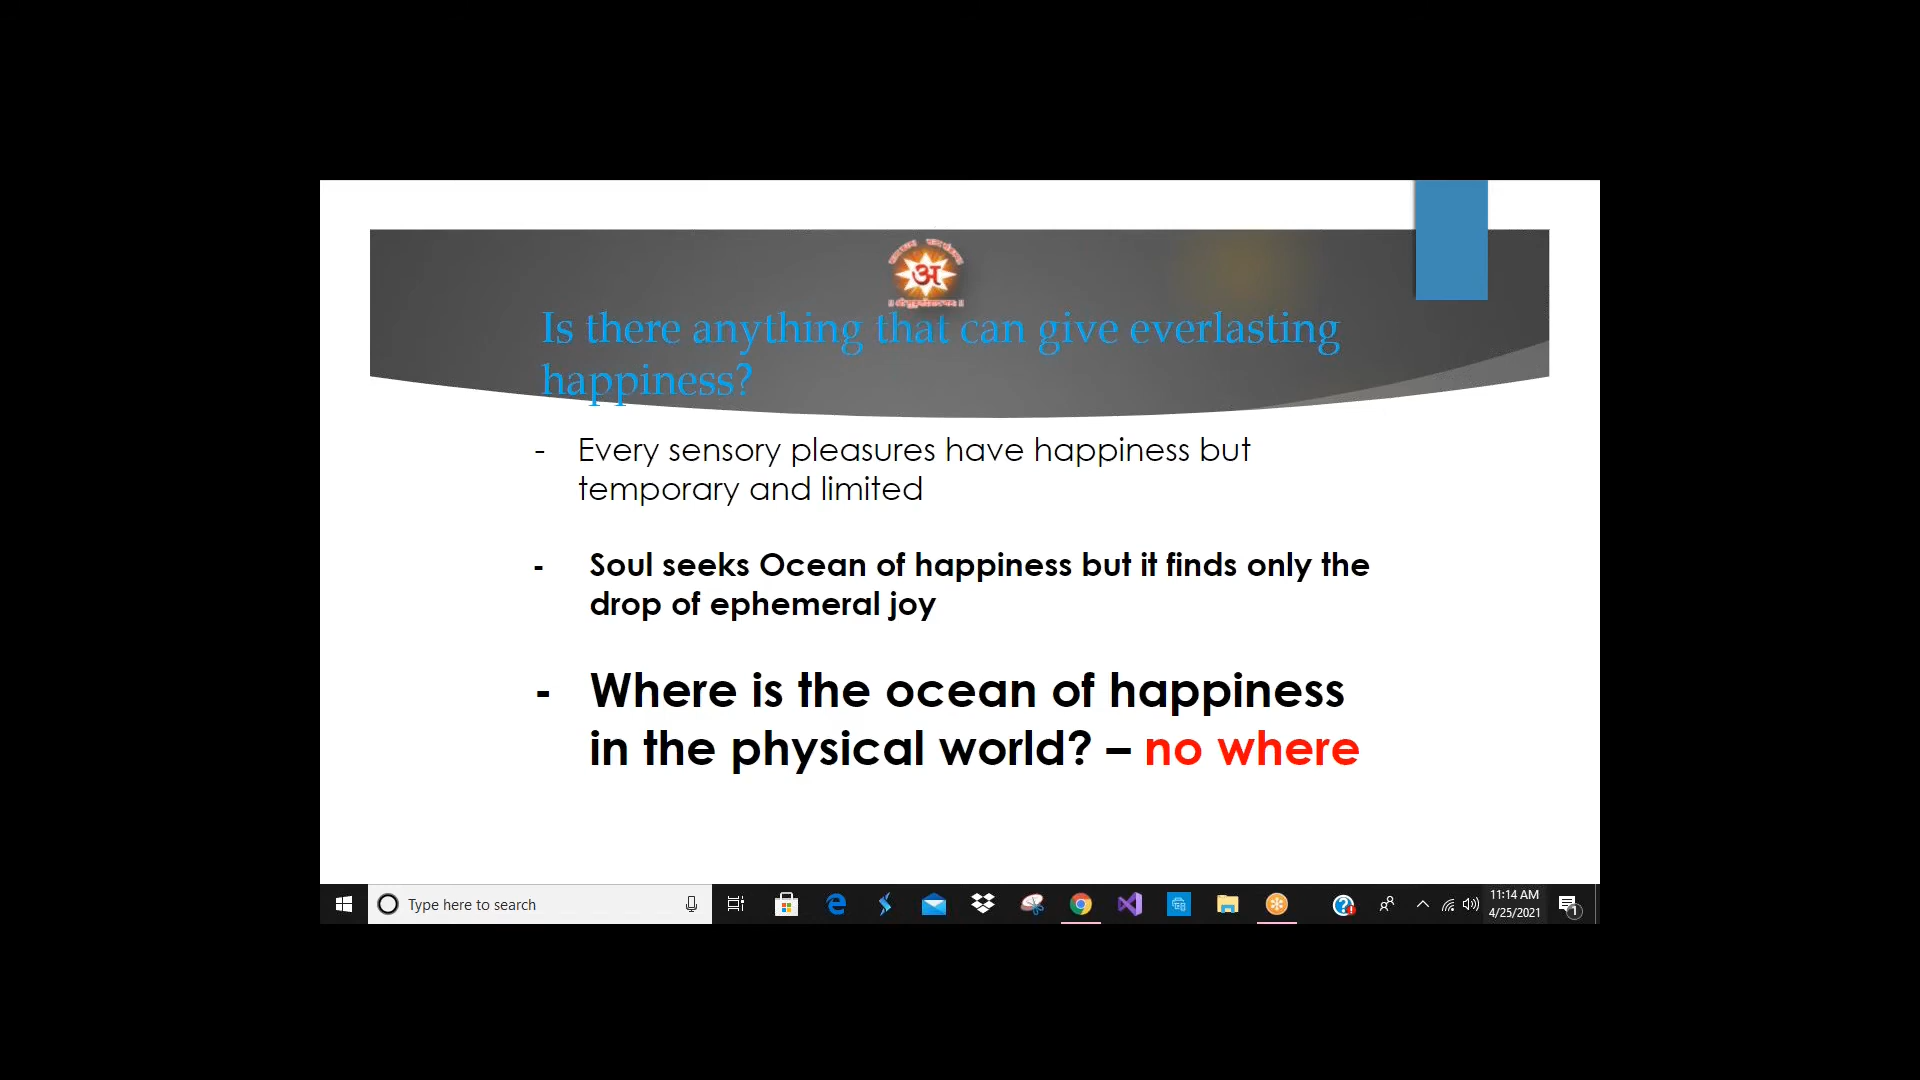 अ
Is there anything that can give everlasting
happiness?
- Every sensory pleasures have happiness but
temporary and limited
- Soul seeks Ocean of happiness but it finds only the
drop of ephemeral joy
- Where is the ocean of happiness
in the physical world? – no where
Type here to search
11:14 AM
4/25/2021
1